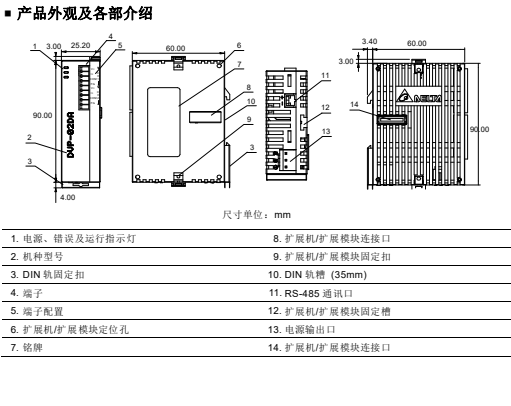 ■ 产品外观及各部介绍
1
3.00
25.20
4
5
60.00
6
7
8
10
9
3
90.00
2
3
4.00
DVP-02DA
11
12
13
3.40
60.00
3.00
14
90.00
尺寸单位：mm
1. 电源、错误及运行指示灯
8. 扩展机/扩展模块连接口
2. 机种型号
9. 扩展机/扩展模块固定扣
3. DIN 轨固定扣
10. DIN 轨槽 (35mm)
4. 端子
11. RS-485 通讯口
5. 端子配置
12. 扩展机/扩展模块固定槽
6. 扩展机/扩展模块定位孔
13. 电源输出口
7. 铭牌
14. 扩展机/扩展模块连接口